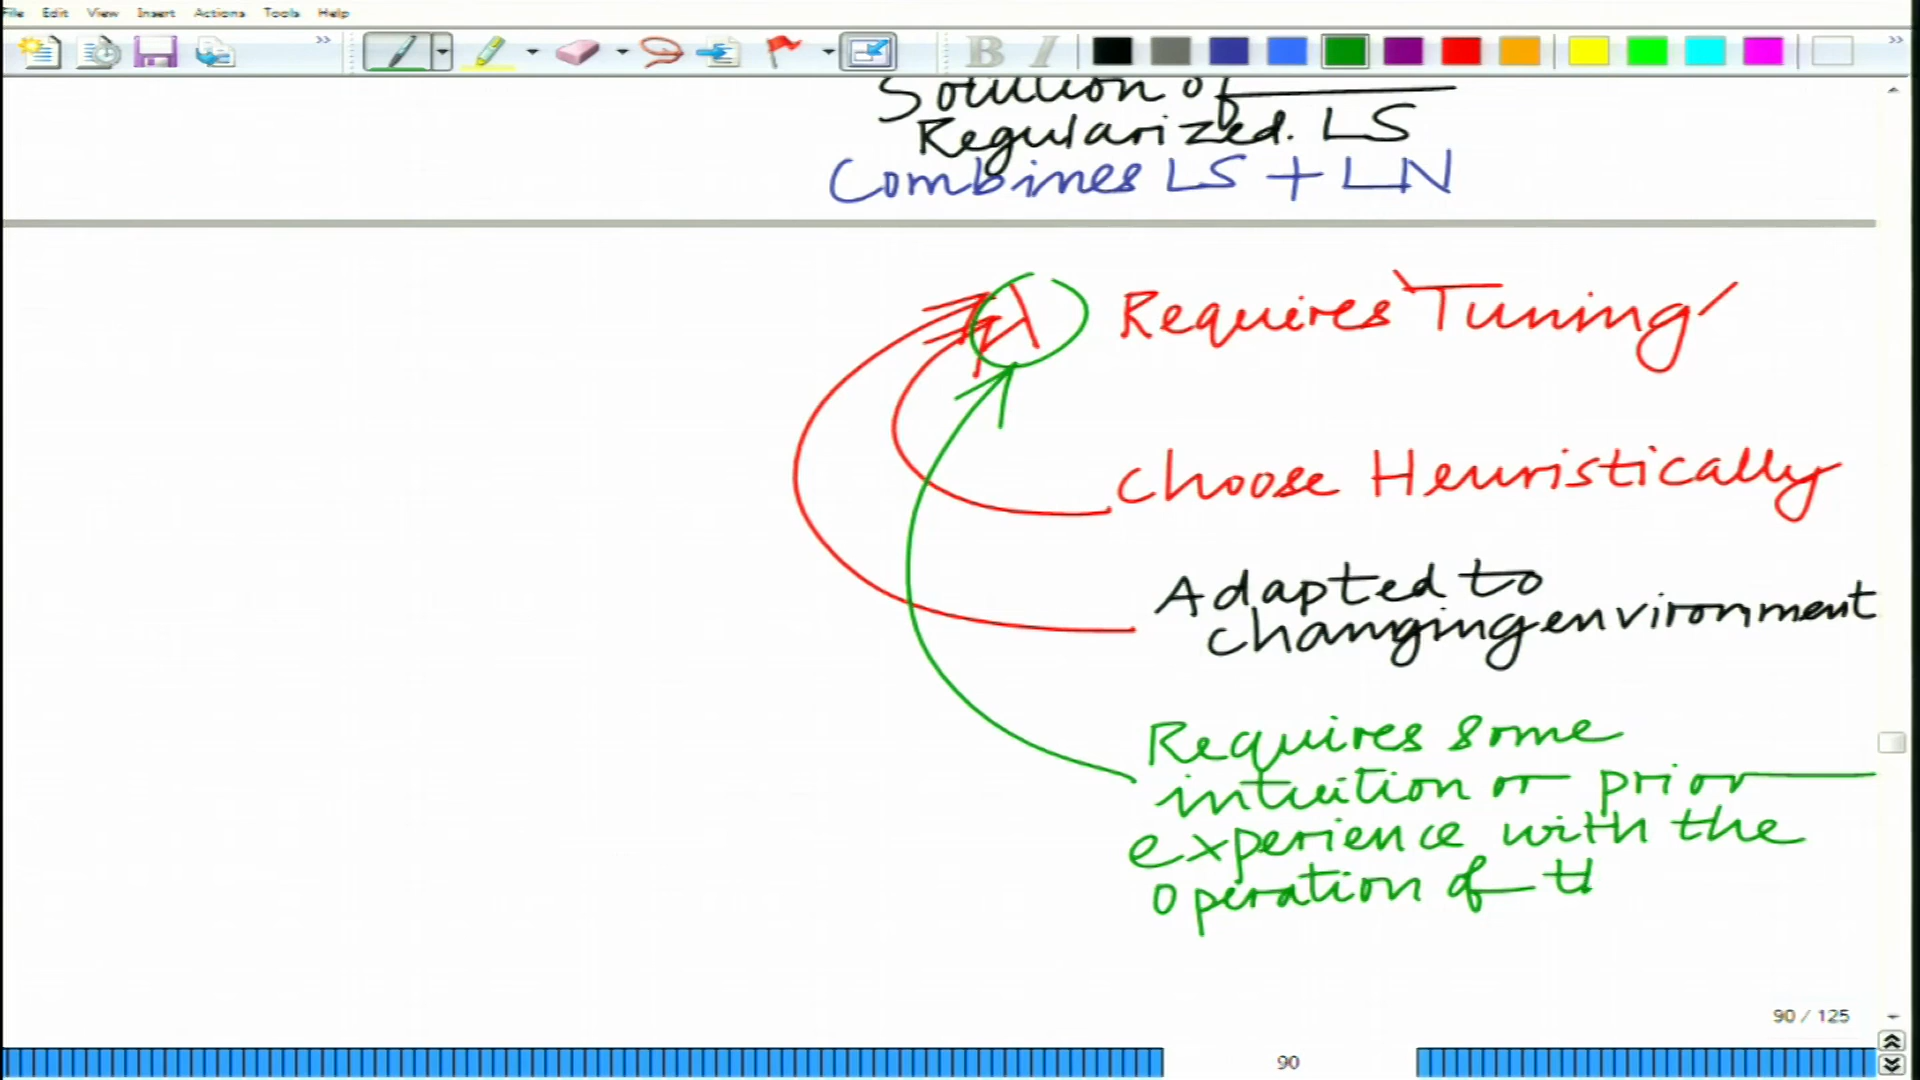 File Edit View Insert Actions Tools Help
B I
Solution of
Regularized. LS
Combines LS + LN
λ Requires 'Tuning'
Choose Heuristically
Adapted to
changing environment
Requires some
intuition or prior
experience with the
operation of
90 / 125
90